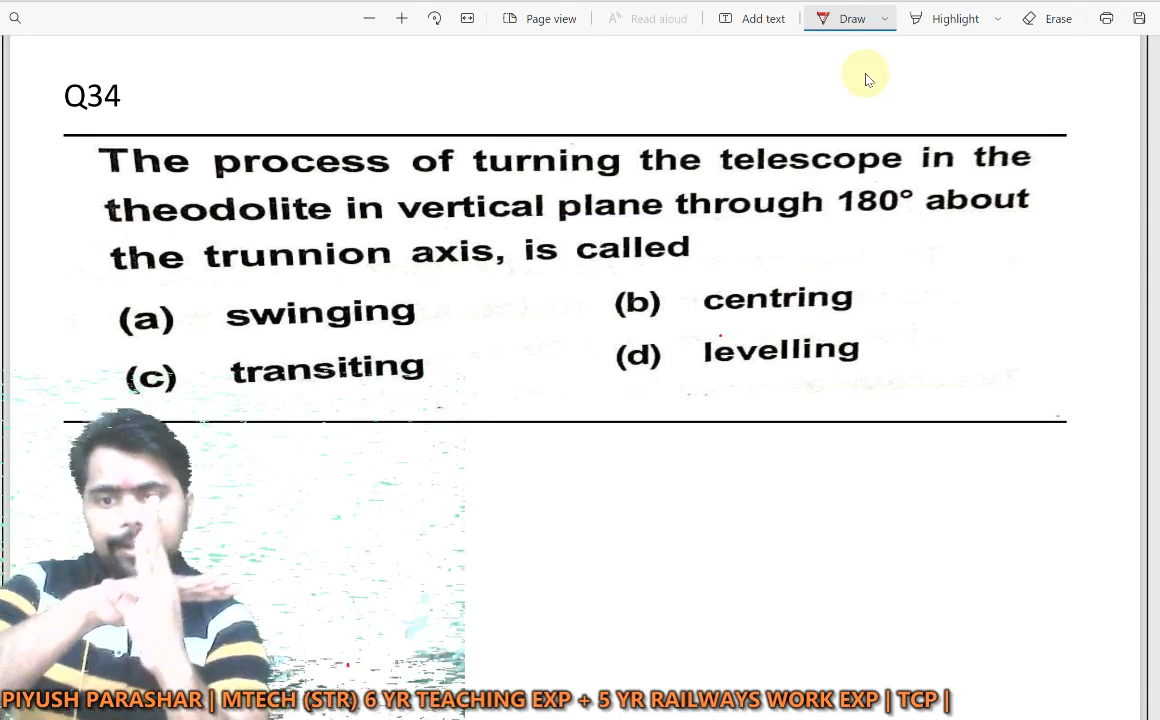 Page view
Read aloud
Add text
Draw
Highlight
Erase
Q34
The process of turning the telescope in the
theodolite in vertical plane through 180° about
the trunnion axis, is called
(a) swinging
(b) centring
(c) transiting
(d) levelling
PIYUSH PARASHAR | MTECH (STR) 6 YR TEACHING EXP + 5 YR RAILWAYS WORK EXP | TCP |